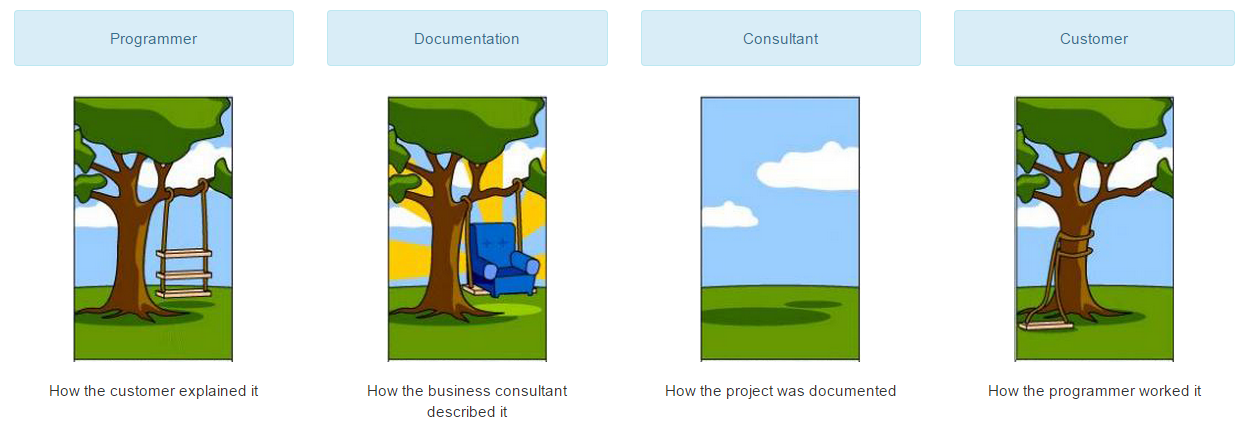 Programmer
Documentation
Consultant
Customer
How the customer explained it
How the business consultant
described it
How the project was documented
How the programmer worked it